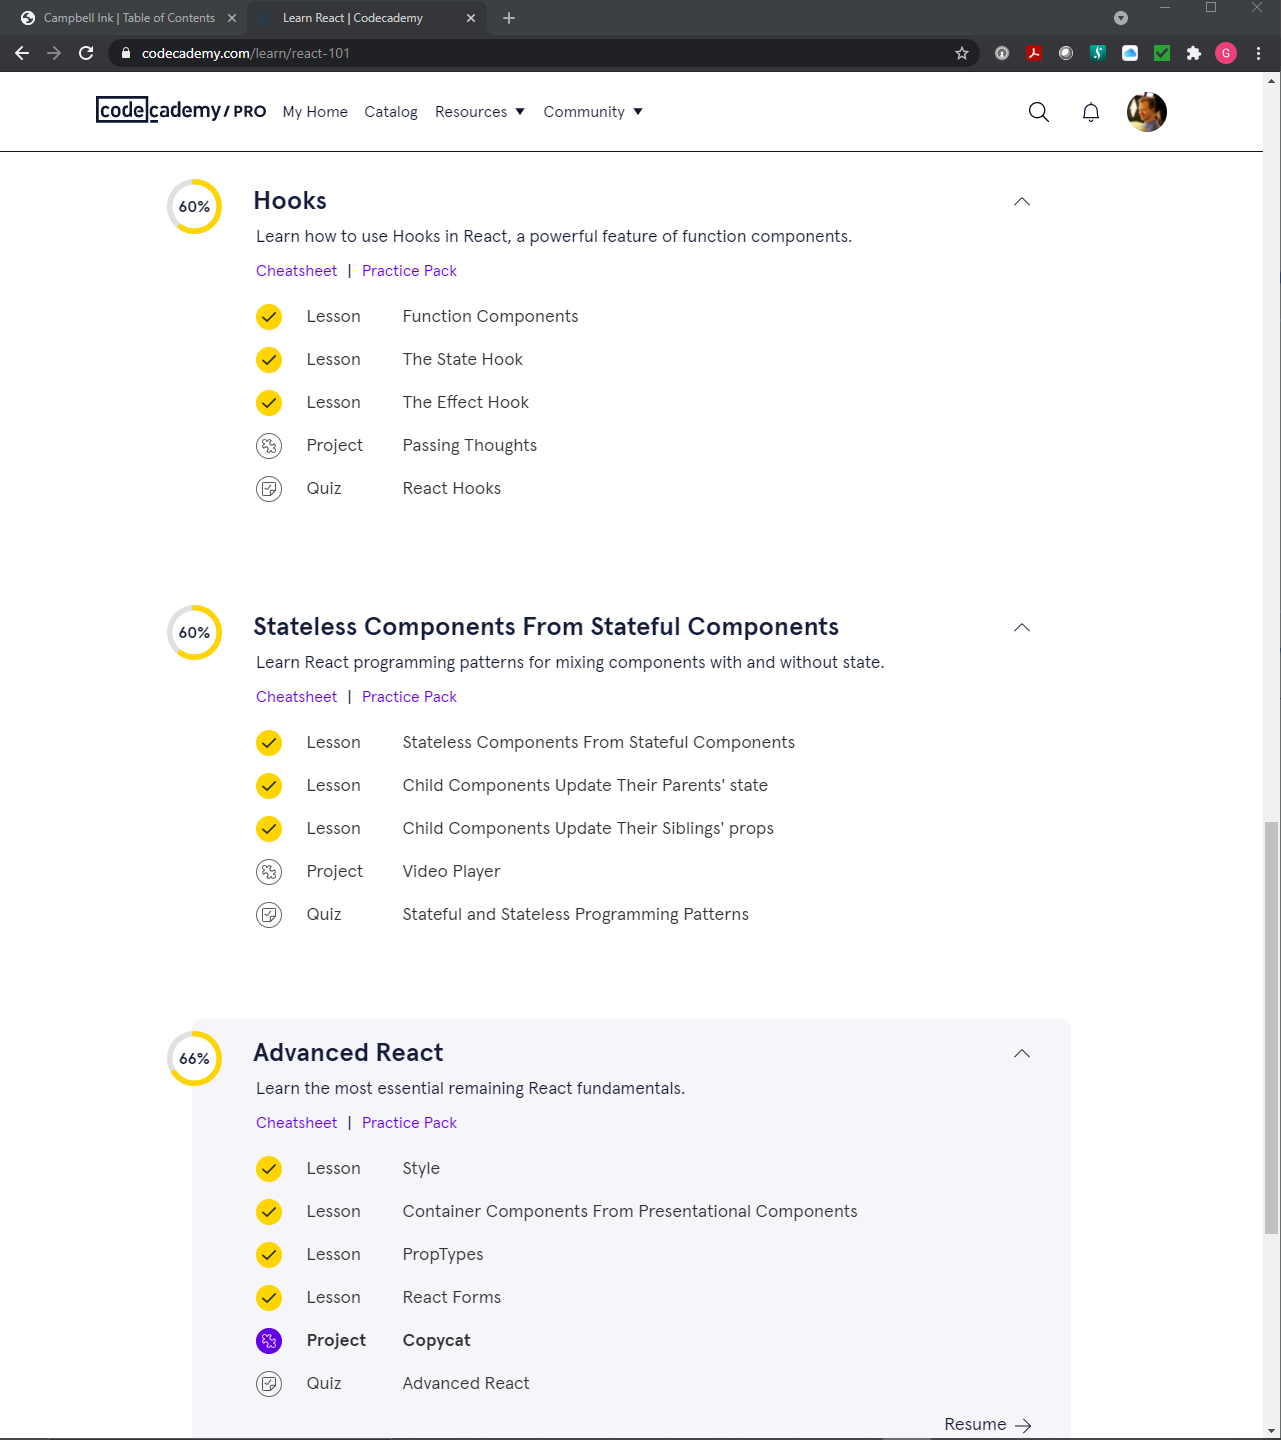 Campbell Ink | Table of Contents
Learn React | Codecademy
codecademy.com/learn/react-101
G
codecademy / PRO My Home Catalog Resources Community
60%
Hooks
Learn how to use Hooks in React, a powerful feature of function components.
Cheatsheet | Practice Pack
Lesson Function Components
Lesson The State Hook
Lesson The Effect Hook
Project Passing Thoughts
Quiz React Hooks
60%
Stateless Components From Stateful Components
Learn React programming patterns for mixing components with and without state.
Cheatsheet | Practice Pack
Lesson Stateless Components From Stateful Components
Lesson Child Components Update Their Parents' state
Lesson Child Components Update Their Siblings' props
Project Video Player
Quiz Stateful and Stateless Programming Patterns
66%
Advanced React
Learn the most essential remaining React fundamentals.
Cheatsheet | Practice Pack
Lesson Style
Lesson Container Components From Presentational Components
Lesson PropTypes
Lesson React Forms
Project Copycat
Quiz Advanced React
Resume